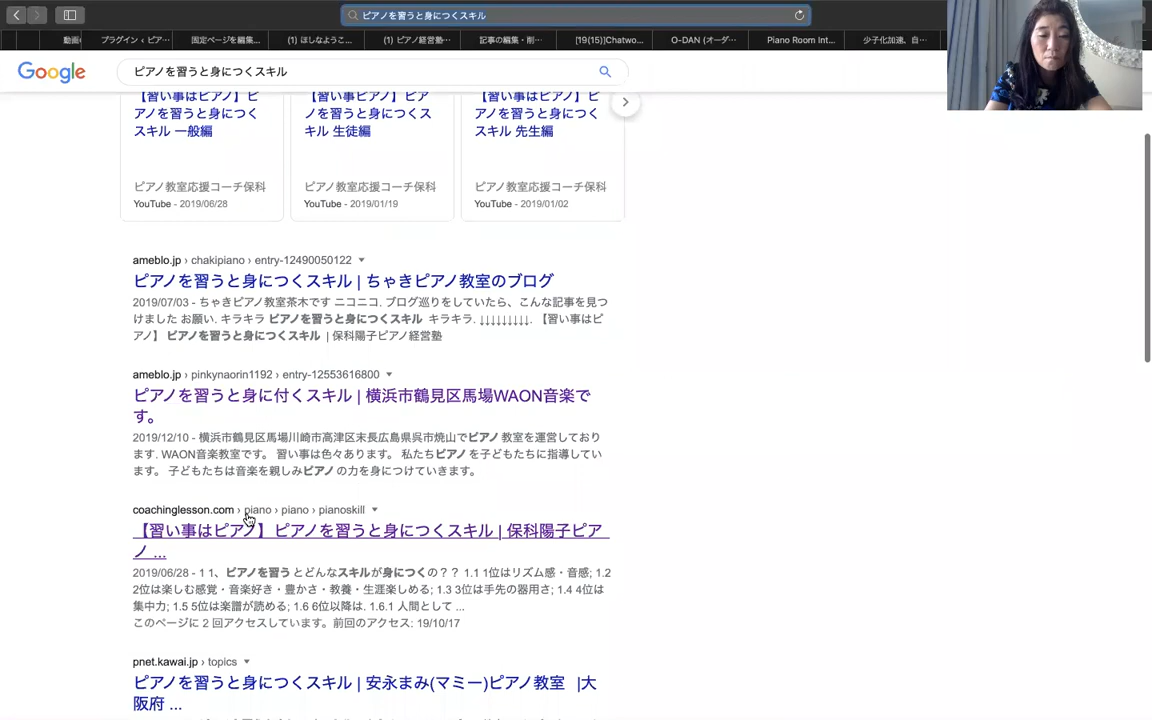 ピアノを習うと身につくスキル
動画
プラグイン ‹ ピア…
固定ページを編集…
(1) ほしなようこ…
(1) ピアノ経営塾…
記事の編集・削…
[19(15)]Chatwo…
O-DAN (オーダ…
Piano Room Int…
少子化加速、自…
Google
ピアノを習うと身につくスキル
【習い事はピアノ】ピ
アノを習うと身につく
スキル 一般編
ピアノ教室応援コーチ保科
YouTube - 2019/06/28
【習い事はピアノ】ピア
ノを習うと身につくス
キル 生徒編
ピアノ教室応援コーチ保科
YouTube - 2019/01/19
【習い事はピアノ】ピ
アノを習うと身につく
スキル 先生編
ピアノ教室応援コーチ保科
YouTube - 2019/01/02
ameblo.jp › chakipiano › entry-12490050122
ピアノを習うと身につくスキル | ちゃきピアノ教室のブログ
2019/07/03 - ちゃきピアノ教室茶木です ニコニコ. ブログ巡りをしていたら、こんな記事を見つ
けました お願い. キラキラ ピアノを習うと身につくスキル キラキラ. ↓↓↓↓↓↓↓↓↓. 【習い事はピ
アノ】 ピアノを習うと身につくスキル | 保科陽子ピアノ経営塾
ameblo.jp › pinkynaorin1192 › entry-12553616800
ピアノを習うと身に付くスキル | 横浜市鶴見区馬場WAON音楽で
す。
2019/12/10 - 横浜市鶴見区馬場川崎市高津区末長広島県呉市焼山でピアノ 教室を運営しており
ます. WAON音楽教室です。 習い事は色々あります。 私たちピアノ を子どもたちに指導してい
ます。 子どもたちは音楽を親しみピアノ の力を身につけていきます。
coachinglesson.com › piano › piano › pianoskill
【習い事はピアノ】ピアノを習うと身につくスキル | 保科陽子ピア
ノ ...
2019/06/28 - 1 1、ピアノを習う とどんなスキルが身につくの？？ 1.1 1位はリズム感・音感; 1.2
2位は楽しむ感覚・音楽好き・豊かさ・教養・生涯楽しめる; 1.3 3位は手先の器用さ; 1.4 4位は
集中力; 1.5 5位は楽譜が読める; 1.6 6位以降は. 1.6.1 人間として ...
このページに 2 回アクセスしています。前回のアクセス: 19/10/17
pnet.kawai.jp › topics
ピアノを習うと身につくスキル | 安永まみ(マミー)ピアノ教室 |大
阪府 ...